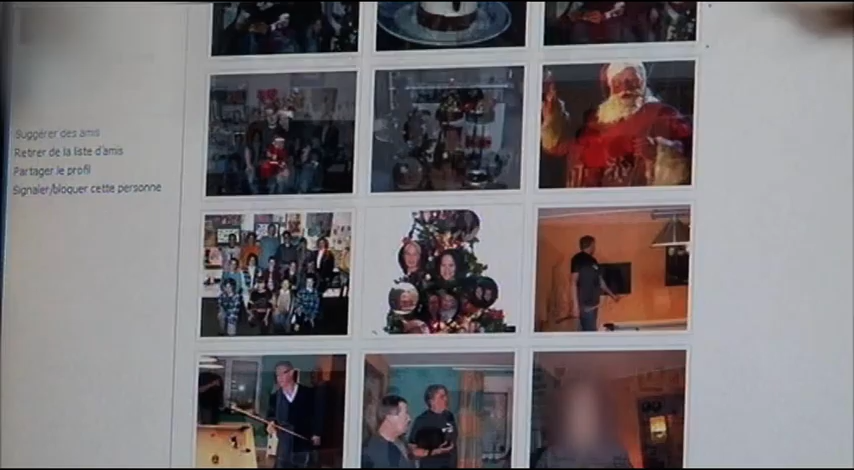 Suggérer des amis
Retirer de la liste d'amis
Partager le profil
Signaler/bloquer cette personne